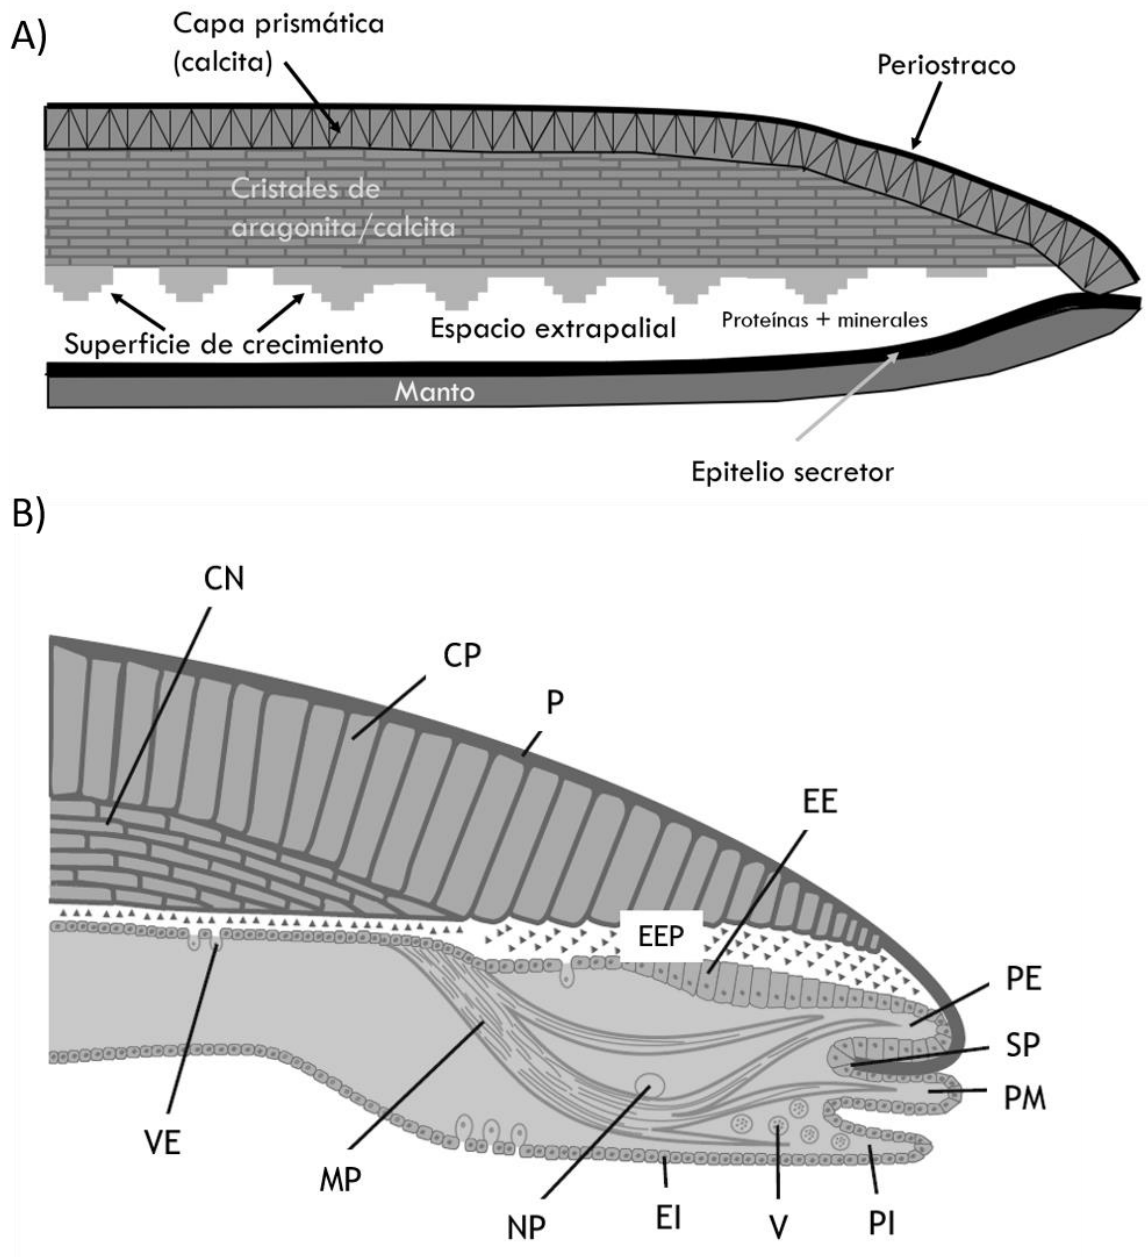 A)
Capa prismática
(calcita)
Periostraco
Cristales de
aragonita/calcita
Superficie de crecimiento
Espacio extrapalial
Proteínas + minerales
Manto
Epitelio secretor
B)
CN
CP
P
EE
EEP
PE
SP
PM
VE
MP
NP
EI
V
PI